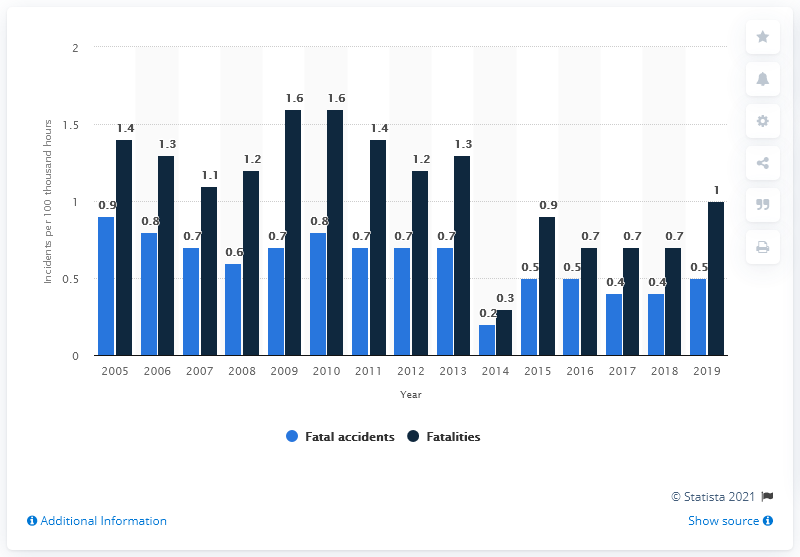 2
1.6 1.6
1.5
1.4 1.4
1.3 1.3
1.2 1.2
1.1
1 1
0.9 0.9
0.8 0.8
0.7 0.7 0.7 0.7 0.7 0.7 0.7 0.7
0.6
0.5 0.5 0.5 0.5
0.4 0.4
0.3
0.2
0
Incidents per 100 thousand hours
2005 2006 2007 2008 2009 2010 2011 2012 2013 2014 2015 2016 2017 2018 2019
Year
Fatal accidents Fatalities
© Statista 2021
Additional Information Show source